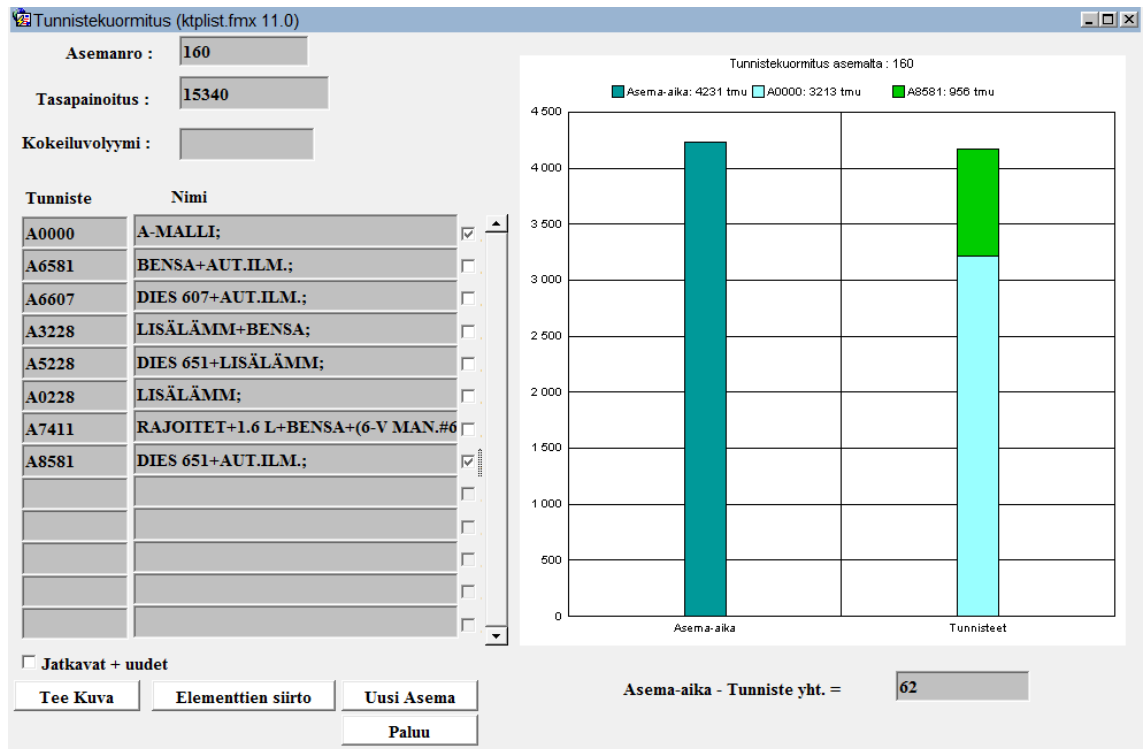 Tunnistekuormitus (ktplist.fmx 11.0)
Asemanro : 160
Tasapainoitus : 15340
Kokeiluvolyymi :
Tunniste Nimi
A0000 A-MALLI;
A6581 BENSA+AUT.ILM.;
A6607 DIES 607+AUT.ILM.;
A3228 LISÄLÄMM+BENSA;
A5228 DIES 651+LISÄLÄMM;
A0228 LISÄLÄMM;
A7411 RAJOITET+1.6 L+BENSA+(6-V MAN.#6
A8581 DIES 651+AUT.ILM.;
Jatkavat + uudet
Tee Kuva Elementtien siirto Uusi Asema
Paluu
Tunnistekuormitus asemalta : 160
Asema-aika: 4231 tmu A0000: 3213 tmu A8581: 956 tmu
4 500
4 000
3 500
3 000
2 500
2 000
1 500
1 000
500
0
Asema-aika Tunnisteet
Asema-aika - Tunniste yht. = 62